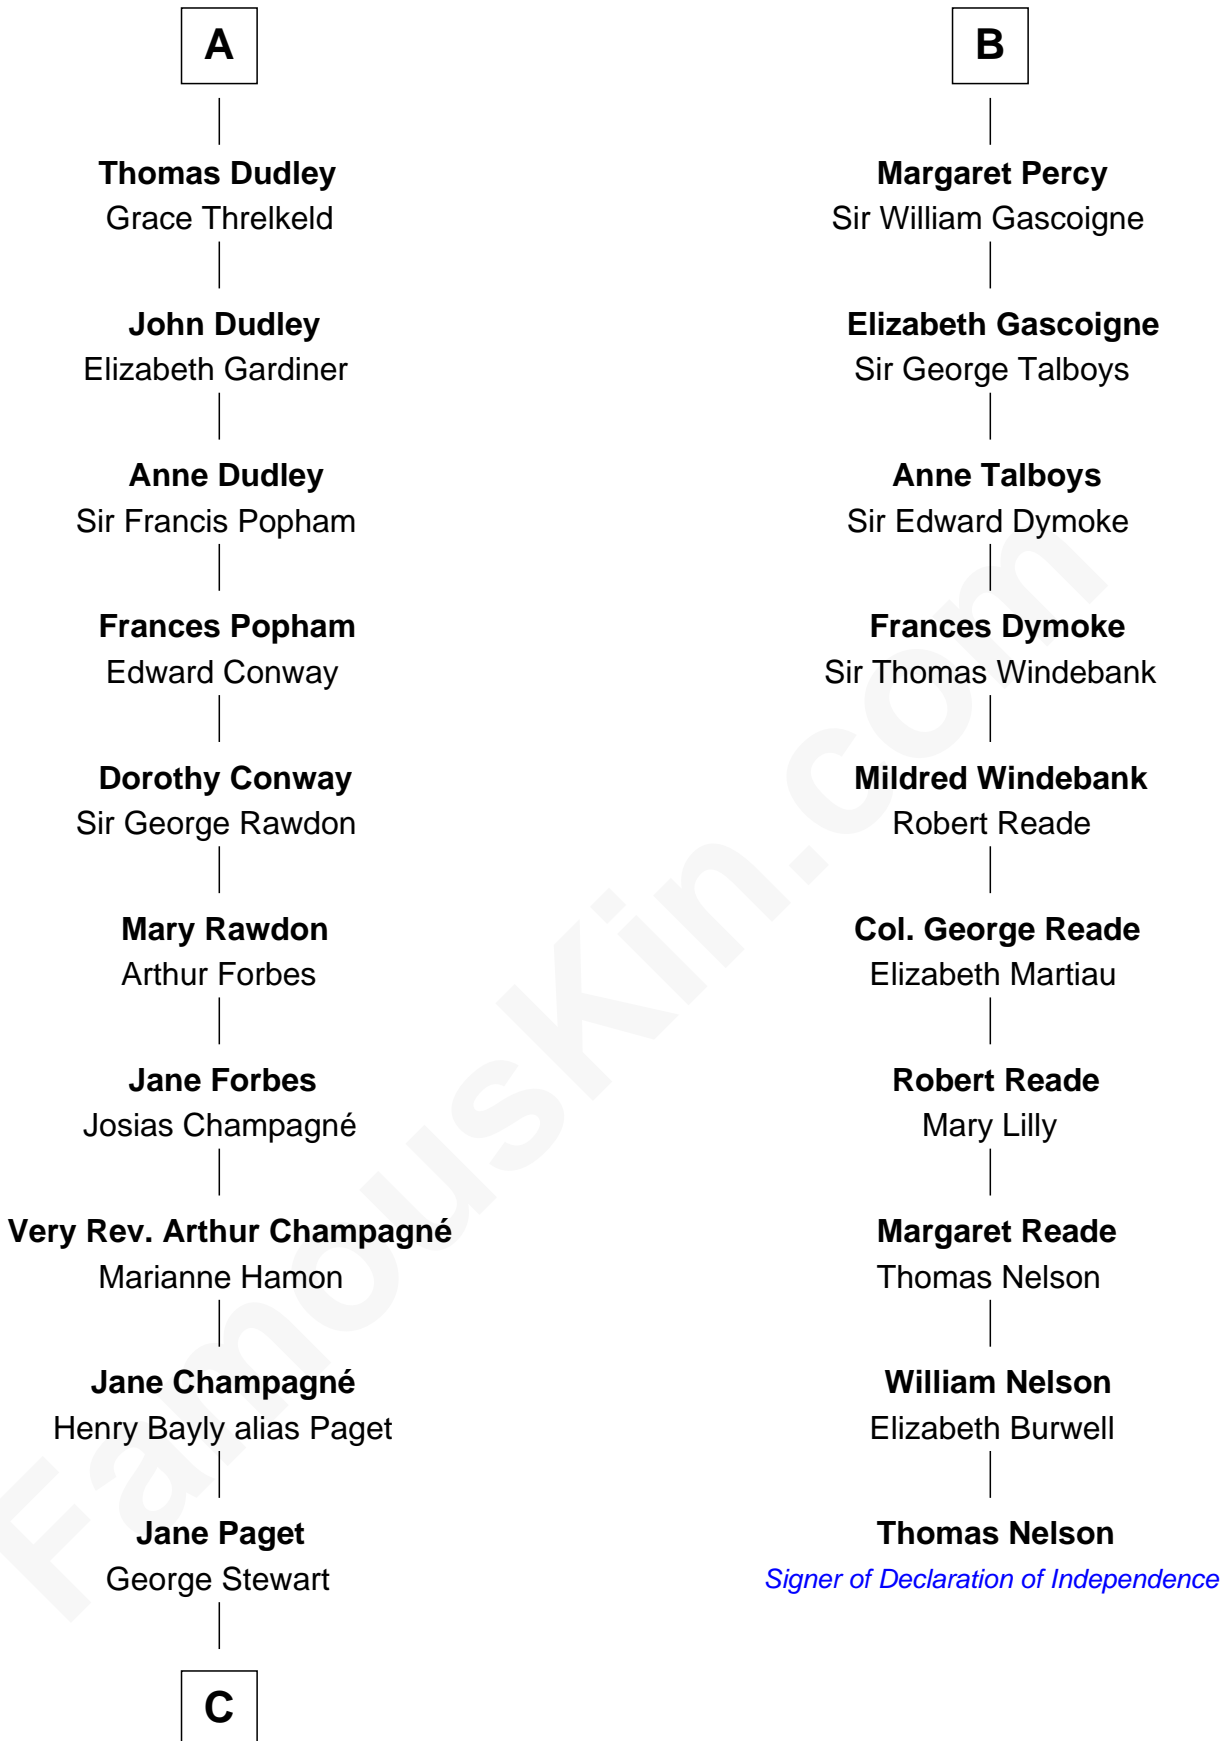 A
Thomas Dudley
Grace Threlkeld
John Dudley
Elizabeth Gardiner
Anne Dudley
Sir Francis Popham
Frances Popham
Edward Conway
Dorothy Conway
Sir George Rawdon
Mary Rawdon
Arthur Forbes
Jane Forbes
Josias Champagné
Very Rev. Arthur Champagné
Marianne Hamon
Jane Champagné
Henry Bayly alias Paget
Jane Paget
George Stewart
C
B
Margaret Percy
Sir William Gascoigne
Elizabeth Gascoigne
Sir George Talboys
Anne Talboys
Sir Edward Dymoke
Frances Dymoke
Sir Thomas Windebank
Mildred Windebank
Robert Reade
Col. George Reade
Elizabeth Martiau
Robert Reade
Mary Lilly
Margaret Reade
Thomas Nelson
William Nelson
Elizabeth Burwell
Thomas Nelson
Signer of Declaration of Independence
FamousKin.com